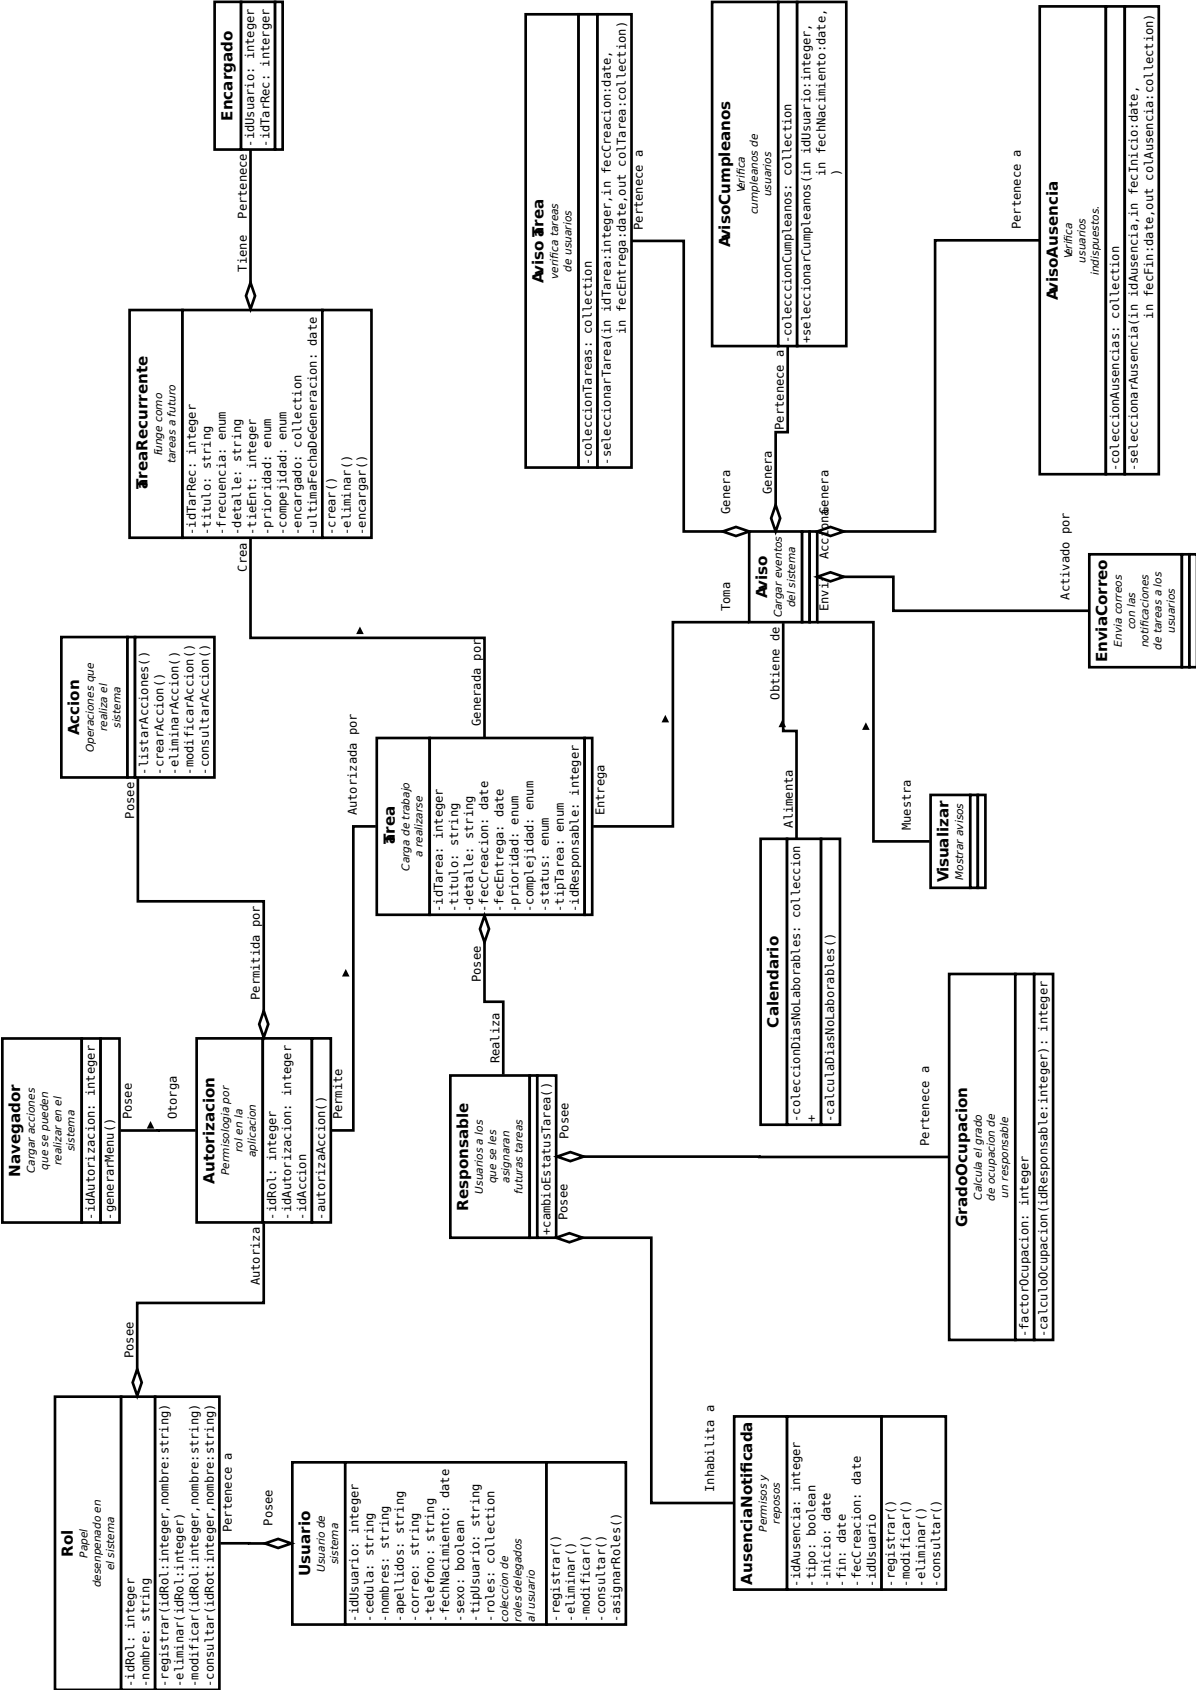 Rol
Papel
desenpenado en
el sistema
-idRol: integer
-nombre: string
-registrar(idRol:integer,nombre:string)
-eliminar(idRol:integer)
-modificar(idRol:integer,nombre:string)
-consultar(idRot:integer,nombre:string)
Posee
Autoriza
Pertenece a
Posee
Navegador
Cargar acciones
que se pueden
realizar en el
sistema
-idAutorizacion: integer
-generarMenu()
Posee
Otorga
Accion
Operaciones que
realiza el
sistema
-listarAcciones()
-crearAccion()
-eliminarAccion()
-modificarAccion()
-consultarAccion()
Posee
Permitida por
Autorizacion
Permisologia por
rol en la
aplicacion
-idRol: integer
-idAutorizacion: integer
-idAccion
-autorizaAccion()
Permite
Autorizada por
TareaRecurrente
funge como
tareas a futuro
-idTarRec: integer
-titulo: string
-frecuencia: enum
-detalle: string
-tieEnt: integer
-prioridad: enum
-compejidad: enum
-encargado: collection
-ultimaFechaDeGeneracion: date
-crear()
-eliminar()
-encargar()
Crea
Generada por
Tiene
Pertenece
Encargado
-idUsuario: integer
-idTarRec: interger
Usuario
Usuario de
sistema
-idUsuario: integer
-cedula: string
-nombres: string
-apellidos: string
-correo: string
-telefono: string
-fechNacimiento: date
-sexo: boolean
-tipUsuario: string
-roles: collection
coleccion de
roles delegados
al usuario
-registrar()
-eliminar()
-modificar()
-consultar()
-asignarRoles()
Tarea
Carga de trabajo
a realizarse
-idTarea: integer
-titulo: string
-detalle: string
-fecCreacion: date
-fecEntrega: date
-prioridad: enum
-complejidad: enum
-status: enum
-tipTarea: enum
-idResponsable: integer
Posee
Realiza
Entrega
Toma
Responsable
Usuarios a los
que se les
asignaran
futuras tareas
+cambioEstatusTarea()
Posee
Posee
Inhabilita a
Pertenece a
Aviso Tarea
verifica tareas
de usuarios
-coleccionTareas: collection
-seleccionarTarea(in idTarea:integer,in fecCreacion:date,
in fecEntrega:date,out colTarea:collection)
Pertenece a
Genera
AvisoCumpleanos
Verifica
cumpleanos de
usuarios
-colecccionCumpleanos: collection
+seleccionarCumpleanos(in idUsuario:integer,
in fechNacimiento:date,
)
Pertenece a
Genera
Aviso
Cargar eventos
del sistema
Obtiene de
Alimenta
Envi
Acciona
Genera
Pertenece a
Activado por
Muestra
AusenciaNotificada
Permisos y
reposos
-idAusencia: integer
-tipo: boolean
-inicio: date
-fin: date
-fecCreacion: date
-idUsuario
-registrar()
-modificar()
-eliminar()
-consultar()
Calendario
-coleccionDiasNoLaborables: colleccion
+
-calculaDiasNoLaborables()
Visualizar
Mostrar avisos
GradoOcupacion
Calcula el grado
de ocupacion de
un responsable
-factorOcupacion: integer
-calculoOcupacion(idResponsable:integer): integer
AvisoAusencia
Verifica
usuarios
indispuestos.
-coleccionAusencias: collection
-seleccionarAusencia(in idAusencia,in fecInicio:date,
in fecFin:date,out colAusencia:collection)
EnviaCorreo
Envia correos
con las
notificaciones
de tareas a los
usuarios